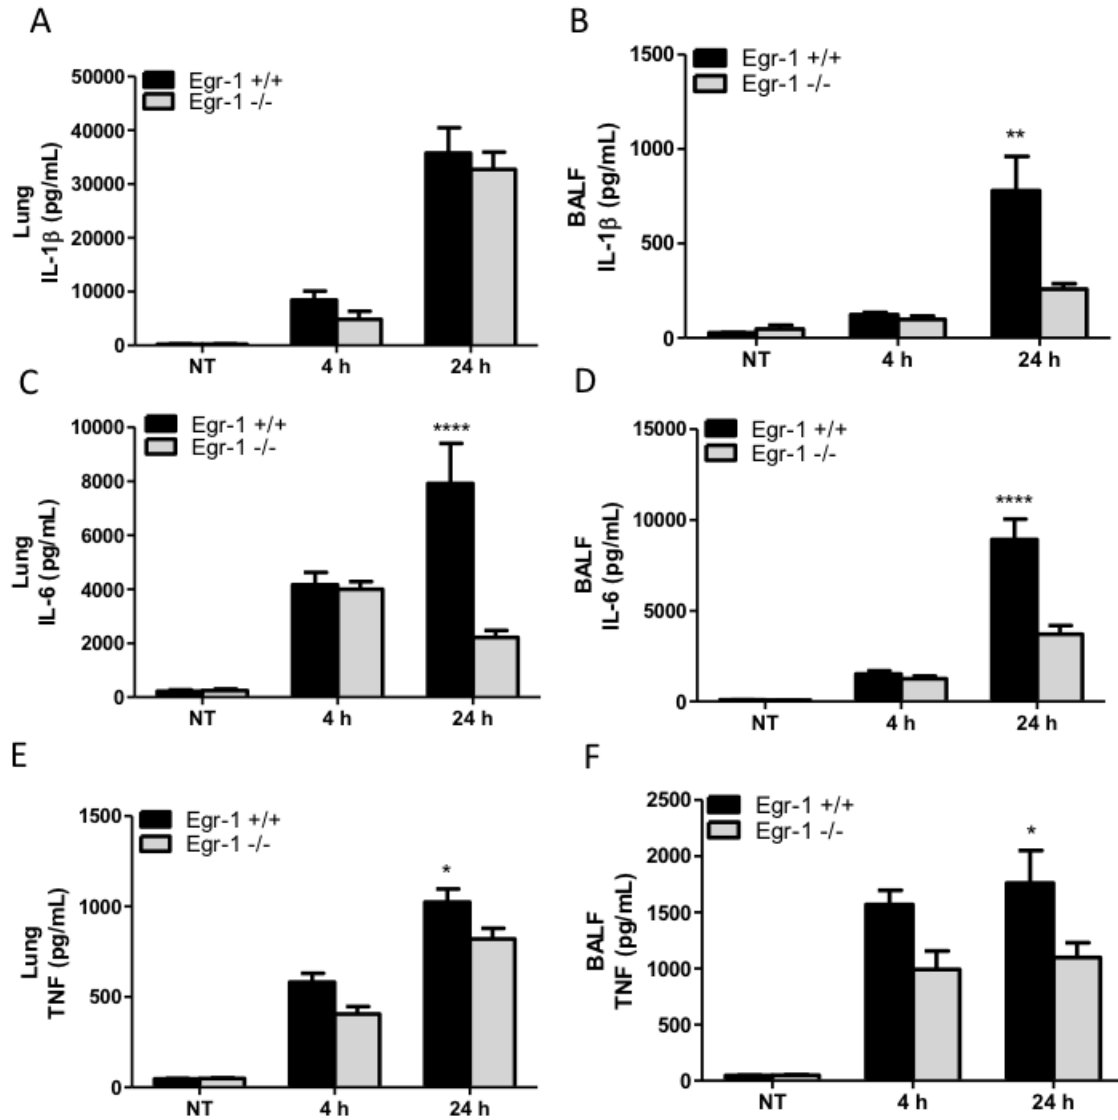 A
Egr-1 +/+
Egr-1 -/-
50000
40000
30000
20000
10000
0
Lung
IL-1β (pg/mL)
NT 4 h 24 h
B
Egr-1 +/+
Egr-1 -/-
1500
1000
500
0
BALF
IL-1β (pg/mL)
**
NT 4 h 24 h
C
Egr-1 +/+
Egr-1 -/-
10000
8000
6000
4000
2000
0
Lung
IL-6 (pg/mL)
****
NT 4 h 24 h
D
Egr-1 +/+
Egr-1 -/-
15000
10000
5000
0
BALF
IL-6 (pg/mL)
****
NT 4 h 24 h
E
Egr-1 +/+
Egr-1 -/-
1500
1000
500
0
Lung
TNF (pg/mL)
*
NT 4 h 24 h
F
Egr-1 +/+
Egr-1 -/-
2500
2000
1500
1000
500
0
BALF
TNF (pg/mL)
*
NT 4 h 24 h